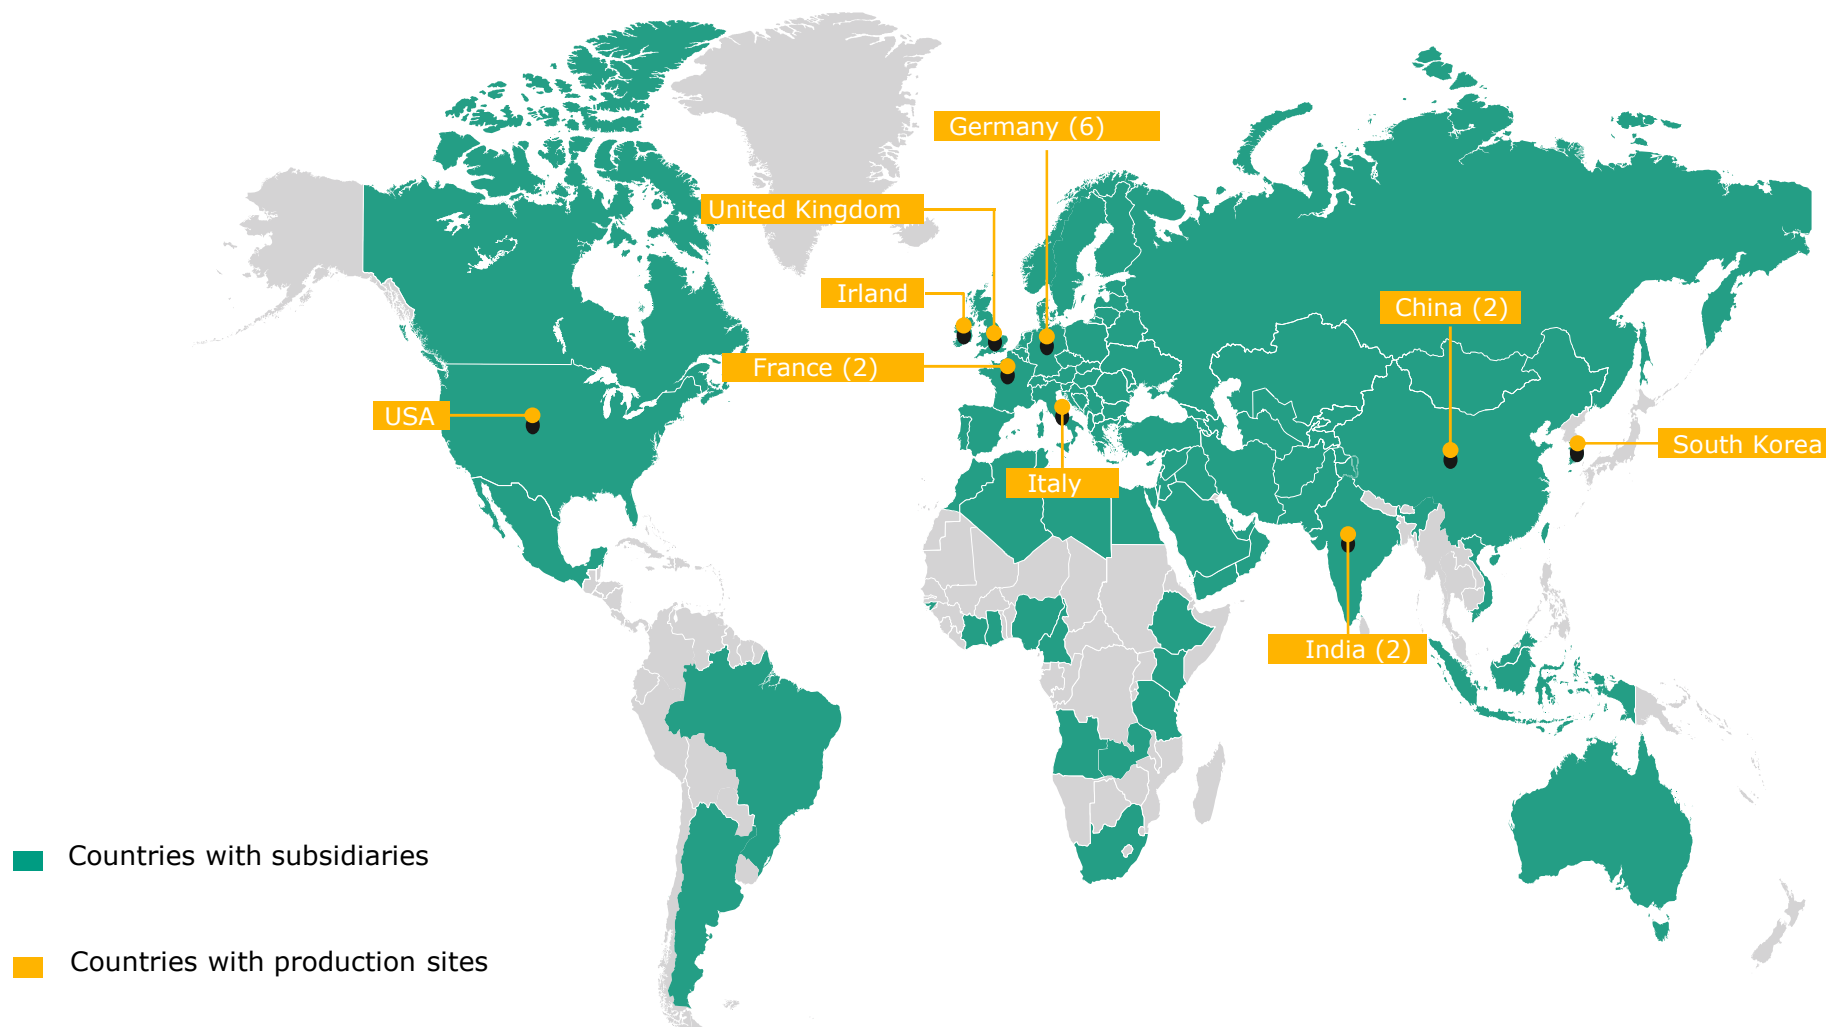 Germany (6)
United Kingdom
Irland
China (2)
France (2)
USA
South Korea
Italy
India (2)
Countries with subsidiaries
Countries with production sites